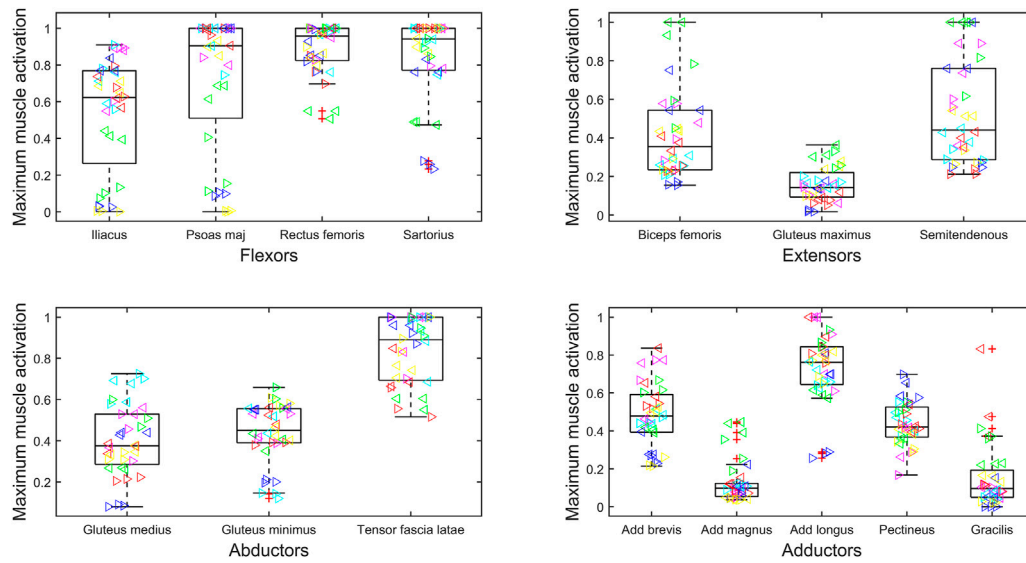 Maximum muscle activation
1
0.8
0.6
0.4
0.2
0
Iliacus Psoas maj Rectus femoris Sartorius
Flexors
Maximum muscle activation
1
0.8
0.6
0.4
0.2
0
Biceps femoris Gluteus maximus Semitendenous
Extensors
Maximum muscle activation
1
0.8
0.6
0.4
0.2
Gluteus medius Gluteus minimus Tensor fascia latae
Abductors
Maximum muscle activation
1
0.8
0.6
0.4
0.2
0
Add brevis Add magnus Add longus Pectineus Gracilis
Adductors